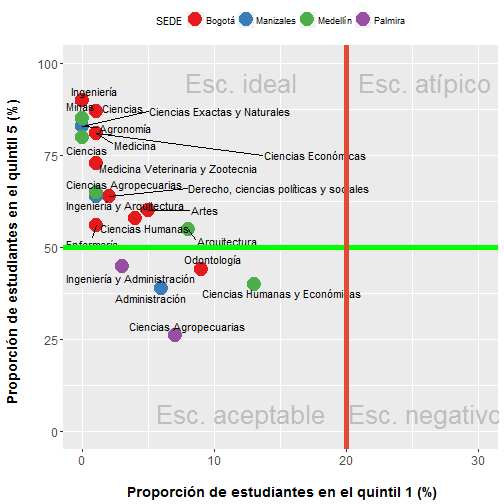 SEDE Bogotá Manizales Medellín Palmira
Proporción de estudiantes en el quintil 5 (%)
100
75
50
25
0
Esc. ideal
Esc. atípico
Ingeniería
Minas
Ciencias
Ciencias Exactas y Naturales
Agronomía
Medicina
Ciencias
Ciencias Económicas
Medicina Veterinaria y Zootecnia
Ciencias Agropecuarias
Derecho, ciencias políticas y sociales
Ingeniería y Arquitectura
Artes
Ciencias Humanas
Enfermería
Arquitectura
Odontología
Ingeniería y Administración
Ciencias Humanas y Económicas
Administración
Ciencias Agropecuarias
Esc. aceptable
Esc. negativo
0
10
20
30
Proporción de estudiantes en el quintil 1 (%)